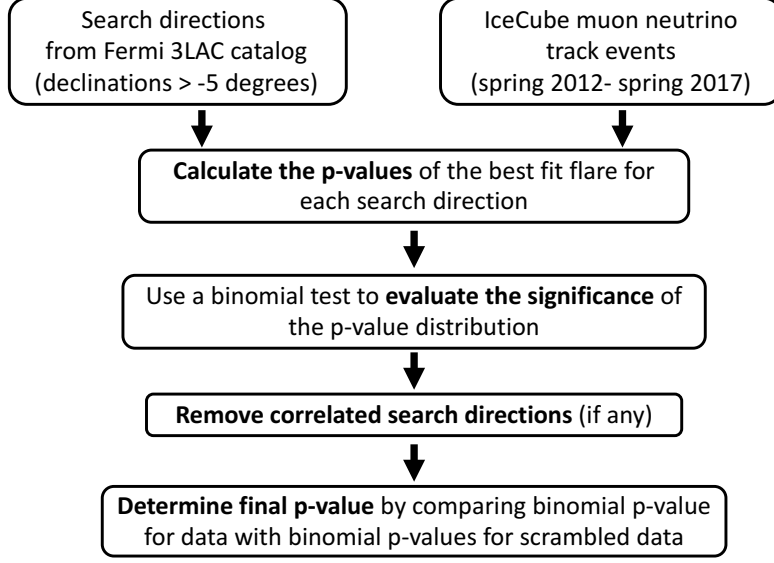 Search directions
from Fermi 3LAC catalog
(declinations > -5 degrees)
IceCube muon neutrino
track events
(spring 2012- spring 2017)
Calculate the p-values of the best fit flare for
each search direction
Use a binomial test to evaluate the significance of
the p-value distribution
Remove correlated search directions (if any)
Determine final p-value by comparing binomial p-value
for data with binomial p-values for scrambled data